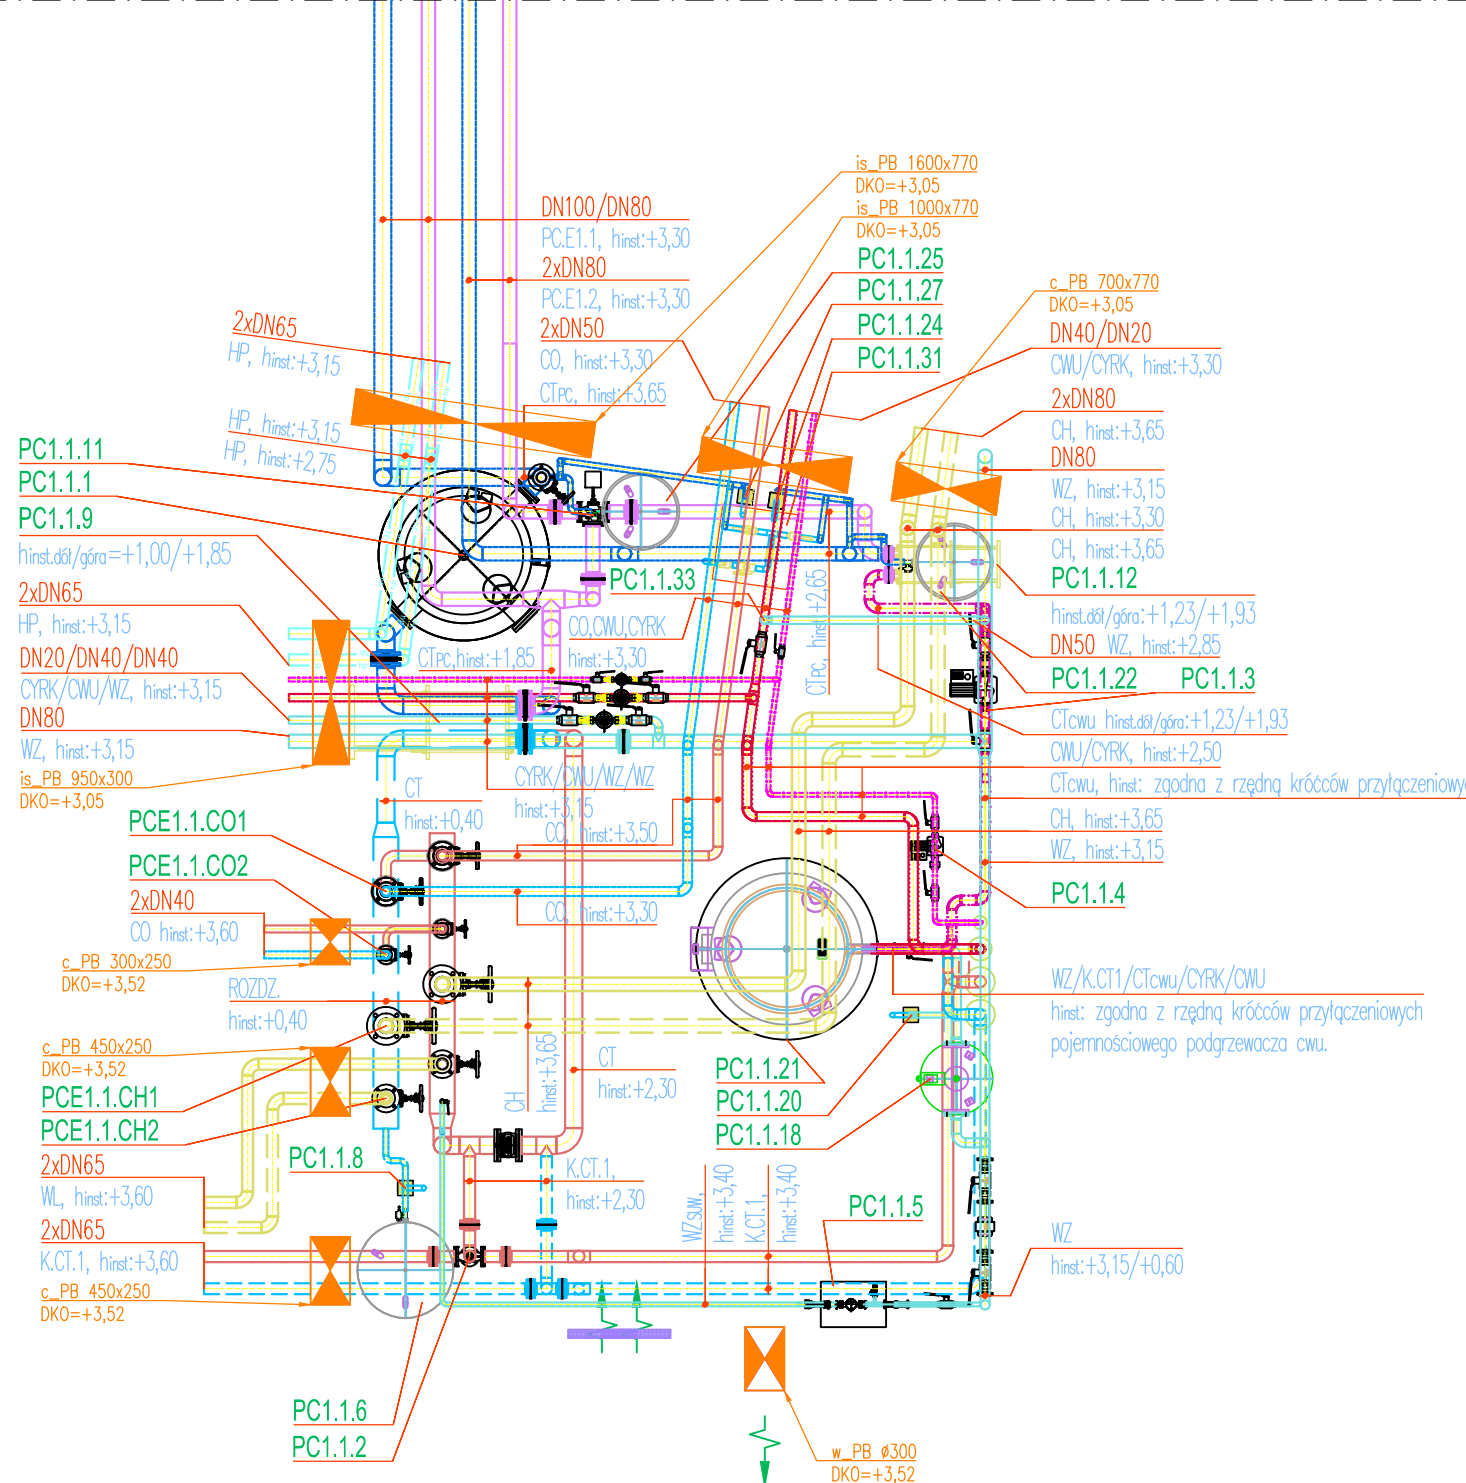 is_PB 1600x770
DKO=+3,05
is_PB 1000x770
DKO=+3,05
DN100/DN80
PC.E1.1, hinst:+3,30
2xDN80
PC.E1.2, hinst:+3,30
2xDN50
CO, hinst:+3,30
CTPC, hinst:+3,65
PC1.1.25
PC1.1.27
PC1.1.24
PC1.1.31
c_PB 700x770
DKO=+3,05
DN40/DN20
CWU/CYRK, hinst:+3,30
2xDN80
CH, hinst:+3,65
DN80
WZ, hinst:+3,15
CH, hinst:+3,30
CH, hinst:+3,65
PC1.1.12
hinst.dół/góra:+1,23/+1,93
DN50 WZ, hinst:+2,85
PC1.1.22
PC1.1.3
CTcwu hinst.dół/góra:+1,23/+1,93
CWU/CYRK, hinst:+2,50
CTcwu, hinst: zgodna z rzędną króćców przyłączeniowy
CH, hinst:+3,65
WZ, hinst:+3,15
PC1.1.4
2xDN65
HP, hinst:+3,15
HP, hinst:+3,15
HP, hinst:+2,75
PC1.1.11
PC1.1.1
PC1.1.9
hinst.dół/góra=+1,00/+1,85
2xDN65
HP, hinst:+3,15
DN20/DN40/DN40
CYRK/CWU/WZ, hinst:+3,15
DN80
WZ, hinst:+3,15
is_PB 950x300
DKO=+3,05
PC1.1.33
CO,CWU,CYRK
hinst:+3,30
CTPC,hinst:+1,85
CTPC, hinst:+2,65
CYRK/CWU/WZ/WZ
hinst:+3,15
CT
hinst:+0,40
CO, hinst:+3,50
CO, hinst:+3,30
PCE1.1.CO1
PCE1.1.CO2
2xDN40
CO hinst:+3,60
c_PB 300x250
DKO=+3,52
ROZDZ.
hinst:+0,40
c_PB 450x250
DKO=+3,52
PCE1.1.CH1
PCE1.1.CH2
2xDN65
WL, hinst:+3,60
2xDN65
K.CT.1, hinst:+3,60
c_PB 450x250
DKO=+3,52
PC1.1.8
CH
hinst:+3,65
CT
hinst:+2,30
K.CT.1,
hinst:+2,30
WZSUW,
hinst:+3,40
K.CT.1,
hinst:+3,40
PC1.1.21
PC1.1.20
PC1.1.18
PC1.1.5
WZ/K.CT1/CTcwu/CYRK/CWU
hinst: zgodna z rzędną króćców przyłączeniowych
pojemnościowego podgrzewacza cwu.
WZ
hinst:+3,15/+0,60
PC1.1.6
PC1.1.2
w_PB ø300
DKO=+3,52